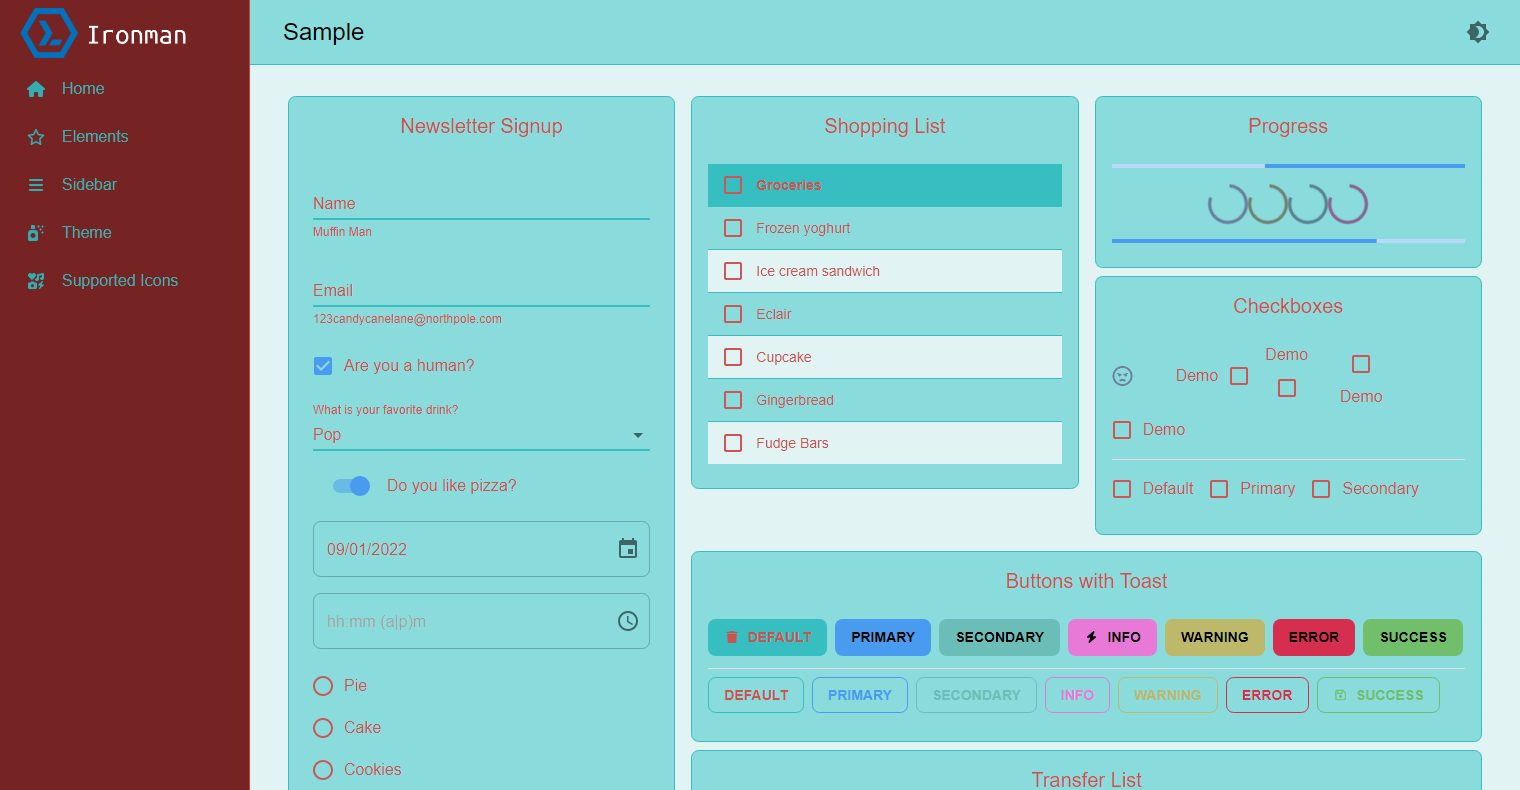 Ironman
Home
Elements
Sidebar
Theme
Supported Icons
Sample
Newsletter Signup
Name
Muffin Man
Email
123candycanelane@northpole.com
Are you a human?
What is your favorite drink?
Pop
Do you like pizza?
09/01/2022
hh:mm (a|p)m
Pie
Cake
Cookies
Shopping List
Groceries
Frozen yoghurt
Ice cream sandwich
Eclair
Cupcake
Gingerbread
Fudge Bars
Progress
Checkboxes
Demo
Demo
Demo
Demo
Default Primary Secondary
Buttons with Toast
DEFAULT PRIMARY SECONDARY INFO WARNING ERROR SUCCESS
DEFAULT PRIMARY SECONDARY INFO WARNING ERROR SUCCESS
Transfer List